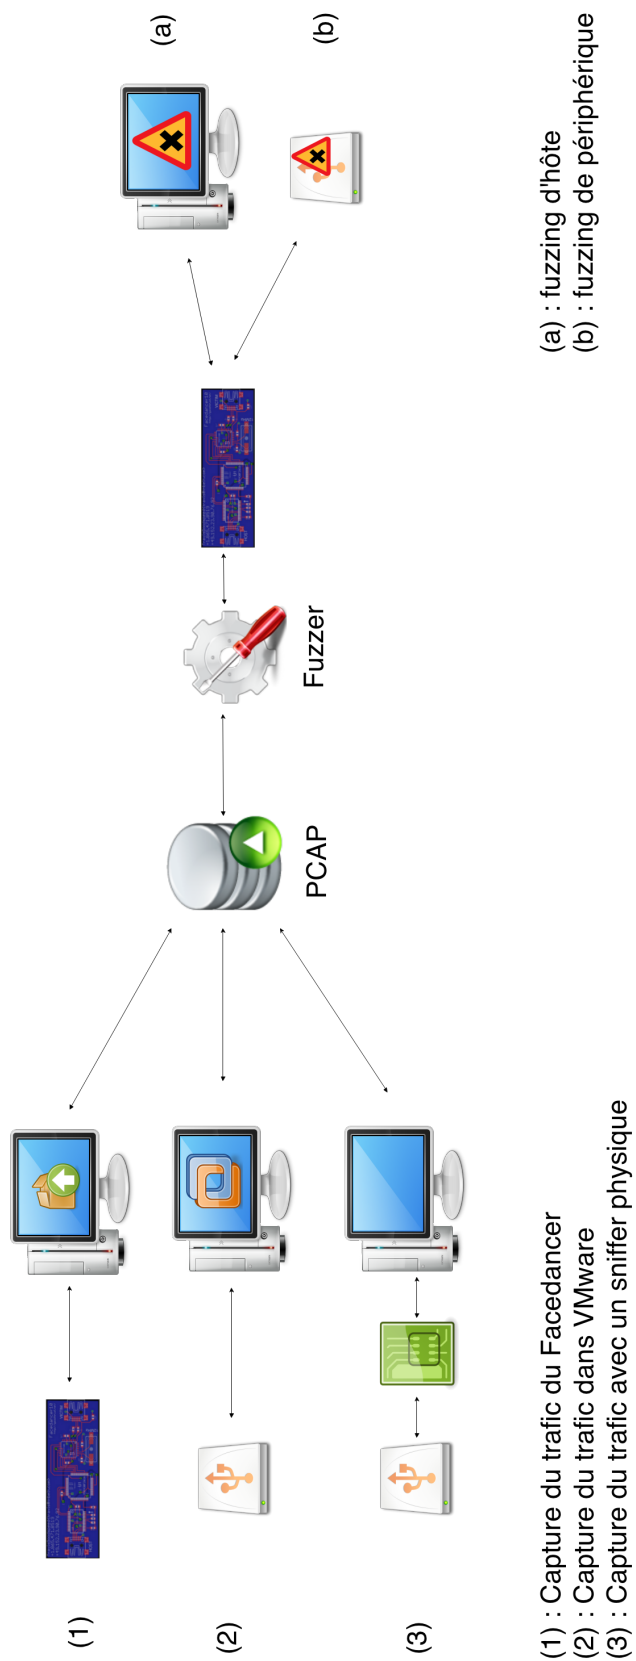 (1)
(2)
(3)
PCAP
Fuzzer
(a)
(b)
(1) : Capture du trafic du Facedancer
(2) : Capture du trafic dans VMware
(3) : Capture du trafic avec un sniffer physique
(a) : fuzzing d'hôte
(b) : fuzzing de périphérique